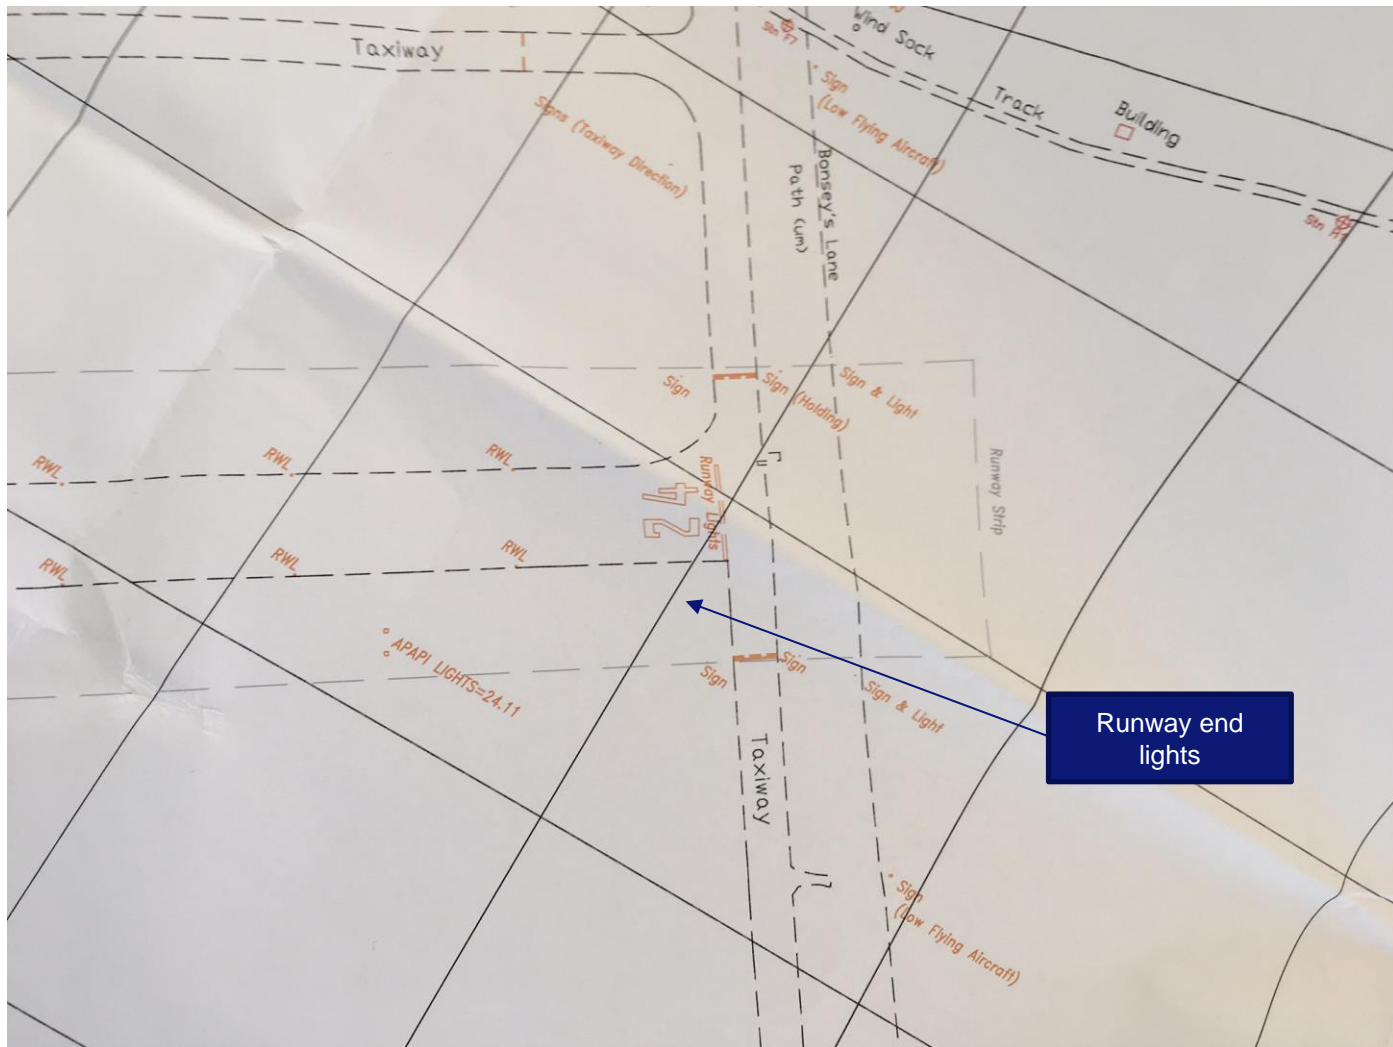 Wind Sock
Stn F7
Taxiway
Sign
(Low Flying Aircraft)
Track
Building
Signs (Taxiway Direction)
Bonsey's Lane
Path (um)
Stn H1
Sign
Sign (Holding)
Sign & Light
RWL
RWL
RWL
Runway Lights
24
Runway Strip
RWL
RWL
RWL
APAPI LIGHTS=24.11
Sign
Sign
Sign & Light
Runway end
lights
Taxiway
Sign
(Low Flying Aircraft)